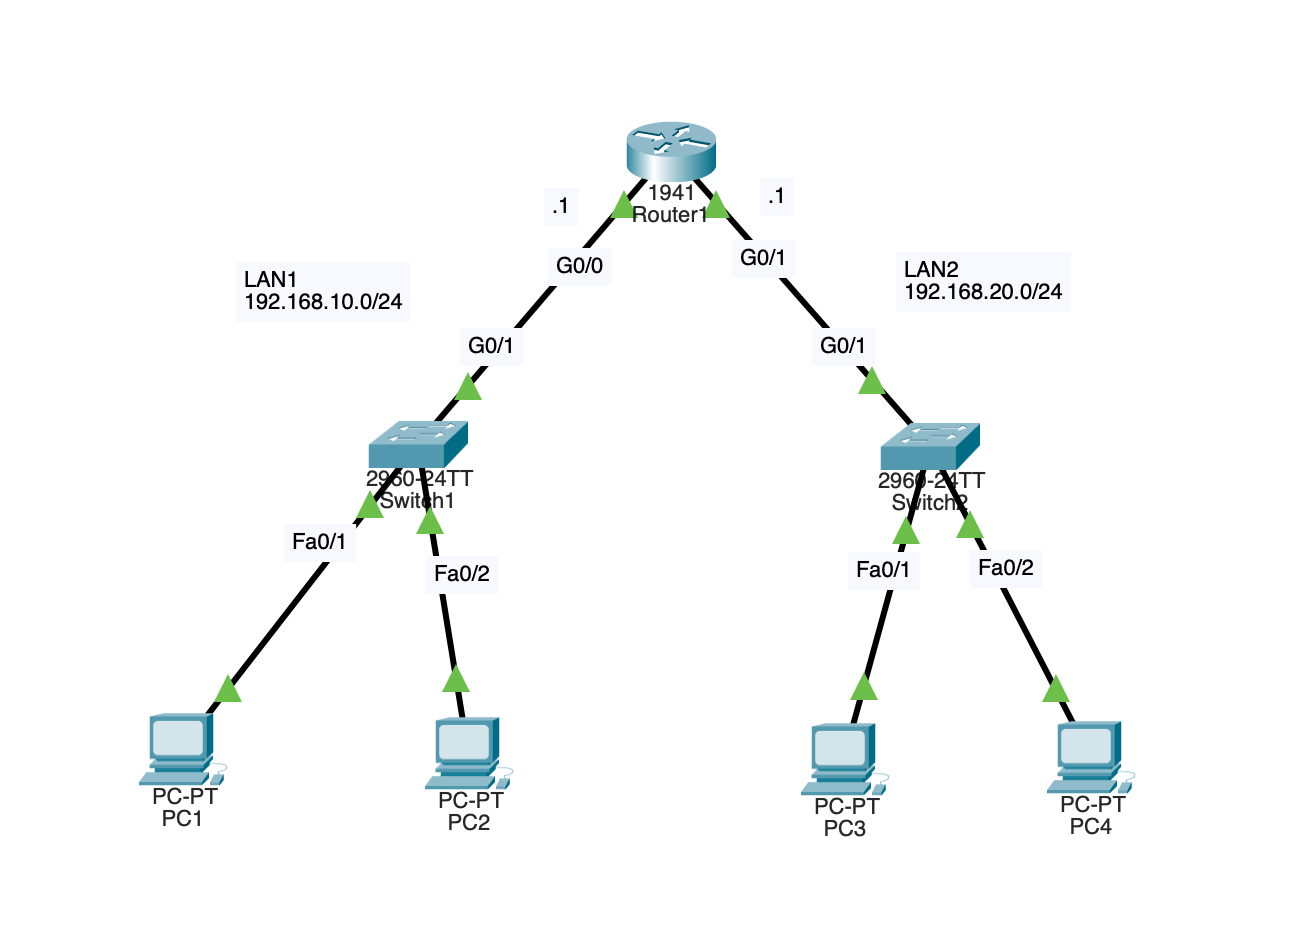 1941
Router1
.1
.1
G0/0
G0/1
LAN1
192.168.10.0/24
LAN2
192.168.20.0/24
G0/1
G0/1
2960-24TT
Switch1
2960-24TT
Switch2
Fa0/1
Fa0/2
Fa0/1
Fa0/2
PC-PT
PC1
PC-PT
PC2
PC-PT
PC3
PC-PT
PC4